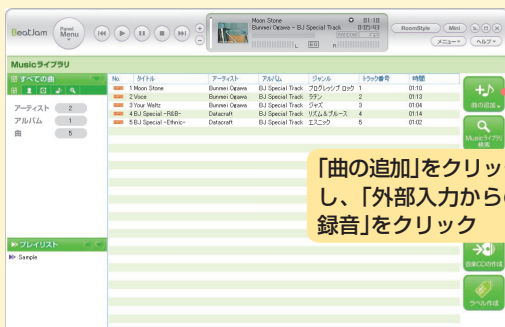 BeatJam
Panel
Menu
Moon Stone
01:10
Bunmei Ogawa - BJ Special Track
0:05/43
L EQ R
RoomStyle
Mini
メニュー
ヘルプ
Musicライブラリ
すべての曲
アーティスト 2
アルバム 1
曲 5
No. タイトル アーティスト アルバム ジャンル トラック番号 時間
1 Moon Stone Bunmei Ogawa BJ Special Track プログレッシブ ロック 1 01:10
2 Voice Bunmei Ogawa BJ Special Track ラテン 2 01:13
3 Your Waltz Bunmei Ogawa BJ Special Track ジャズ 3 01:04
4 BJ Special -R&B- Datacraft BJ Special Track リズム&ブルース 4 01:14
5 BJ Special -Ethnic- Datacraft BJ Special Track エスニック 5 01:02
曲の追加
Musicライブラリ
検索
「曲の追加」をクリッ
し、「外部入力から
録音」をクリック
プレイリスト
Sample
音楽CDの作成
ラベル作成